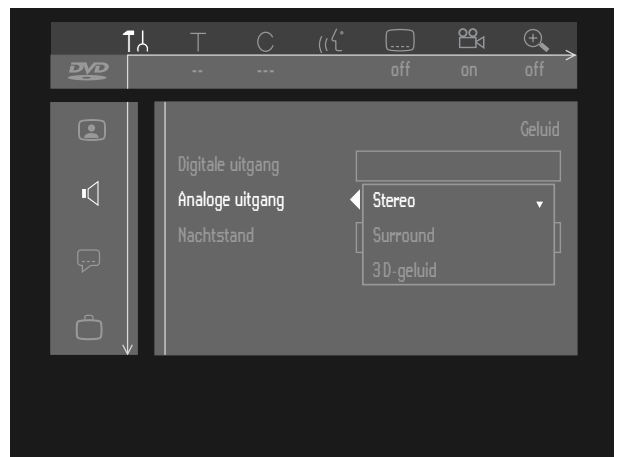 T C
DVD -- --- off on off
Geluid
Digitale uitgang
Analoge uitgang Stereo
Nachtstand Surround
3D-geluid